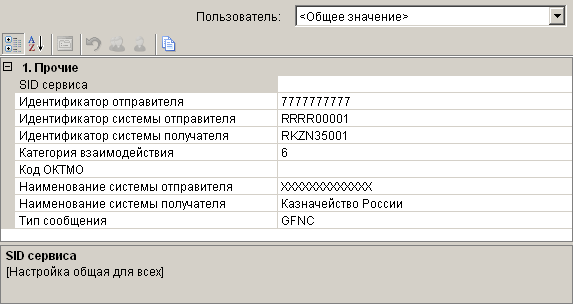 Пользователь: <Общее значение>
1. Прочие
SID сервиса
Идентификатор отправителя 7777777777
Идентификатор системы отправителя RRRR00001
Идентификатор системы получателя RKZN35001
Категория взаимодействия 6
Код ОКТМО
Наименование системы отправителя XXXXXXXXXXXX
Наименование системы получателя Казначейство России
Тип сообщения GFNC
SID сервиса
[Настройка общая для всех]